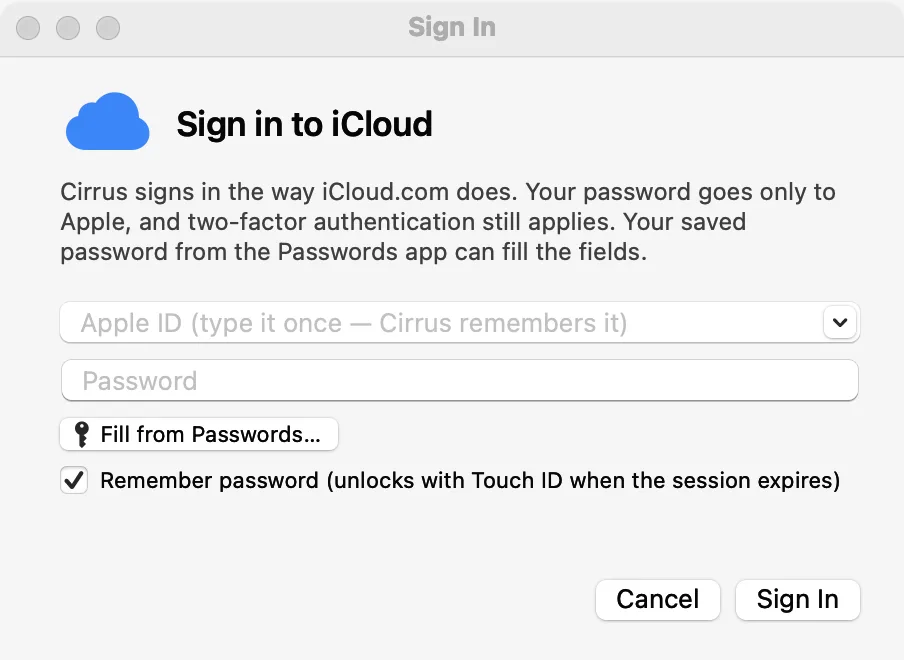 Sign In
Sign in to iCloud
Cirrus signs in the way iCloud.com does. Your password goes only to
Apple, and two-factor authentication still applies. Your saved
password from the Passwords app can fill the fields.
Apple ID (type it once — Cirrus remembers it)
Password
Fill from Passwords...
Remember password (unlocks with Touch ID when the session expires)
Cancel Sign In